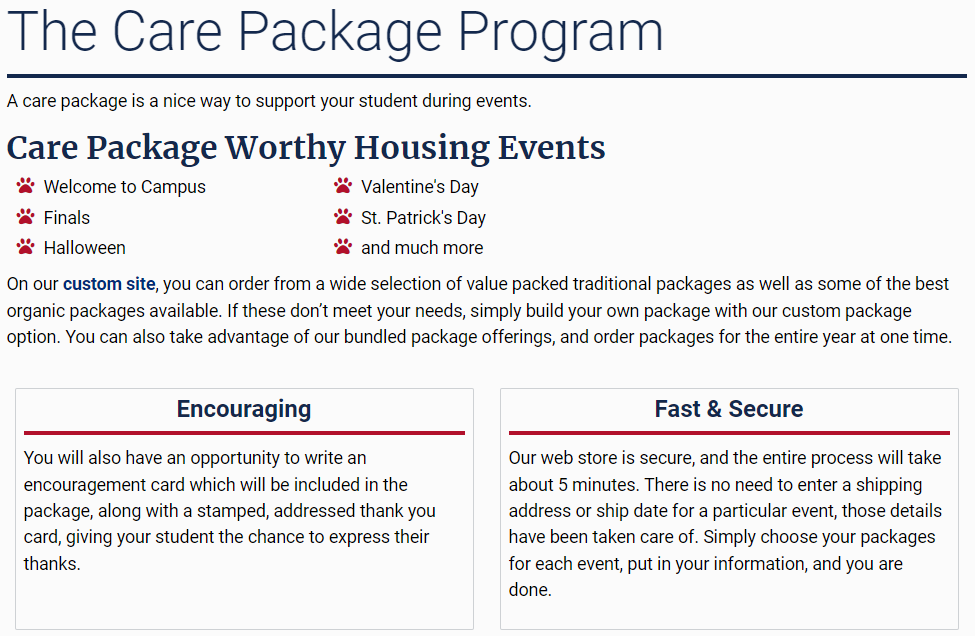 The Care Package Program
A care package is a nice way to support your student during events.
Care Package Worthy Housing Events
Welcome to Campus
Finals
Halloween
Valentine's Day
St. Patrick's Day
and much more
On our custom site, you can order from a wide selection of value packed traditional packages as well as some of the best
organic packages available. If these don’t meet your needs, simply build your own package with our custom package
option. You can also take advantage of our bundled package offerings, and order packages for the entire year at one time.
Encouraging
You will also have an opportunity to write an
encouragement card which will be included in the
package, along with a stamped, addressed thank you
card, giving your student the chance to express their
thanks.
Fast & Secure
Our web store is secure, and the entire process will take
about 5 minutes. There is no need to enter a shipping
address or ship date for a particular event, those details
have been taken care of. Simply choose your packages
for each event, put in your information, and you are
done.